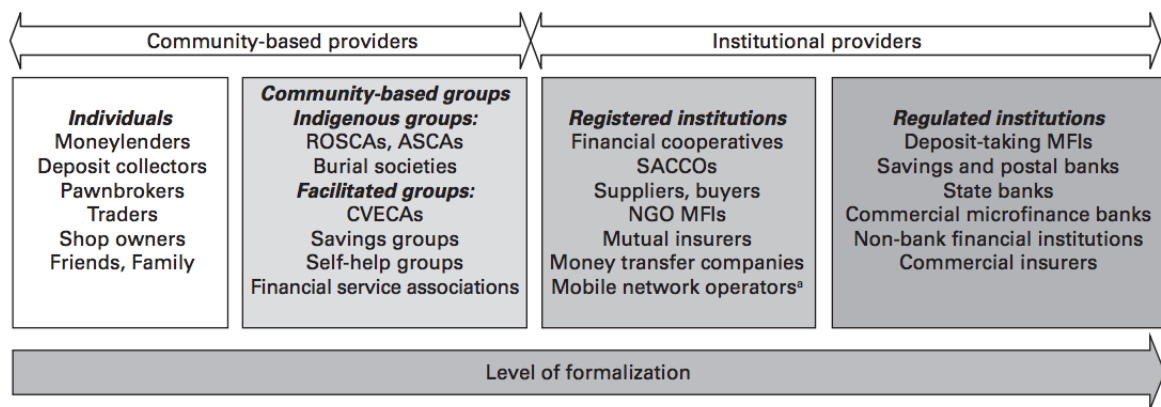 Community-based providers
Institutional providers
Individuals
Moneylenders
Deposit collectors
Pawnbrokers
Traders
Shop owners
Friends, Family
Community-based groups
Indigenous groups:
ROSCAs, ASCAs
Burial societies
Facilitated groups:
CVECAs
Savings groups
Self-help groups
Financial service associations
Registered institutions
Financial cooperatives
SACCOs
Suppliers, buyers
NGO MFIs
Mutual insurers
Money transfer companies
Mobile network operatorsᵃ
Regulated institutions
Deposit-taking MFIs
Savings and postal banks
State banks
Commercial microfinance banks
Non-bank financial institutions
Commercial insurers
Level of formalization